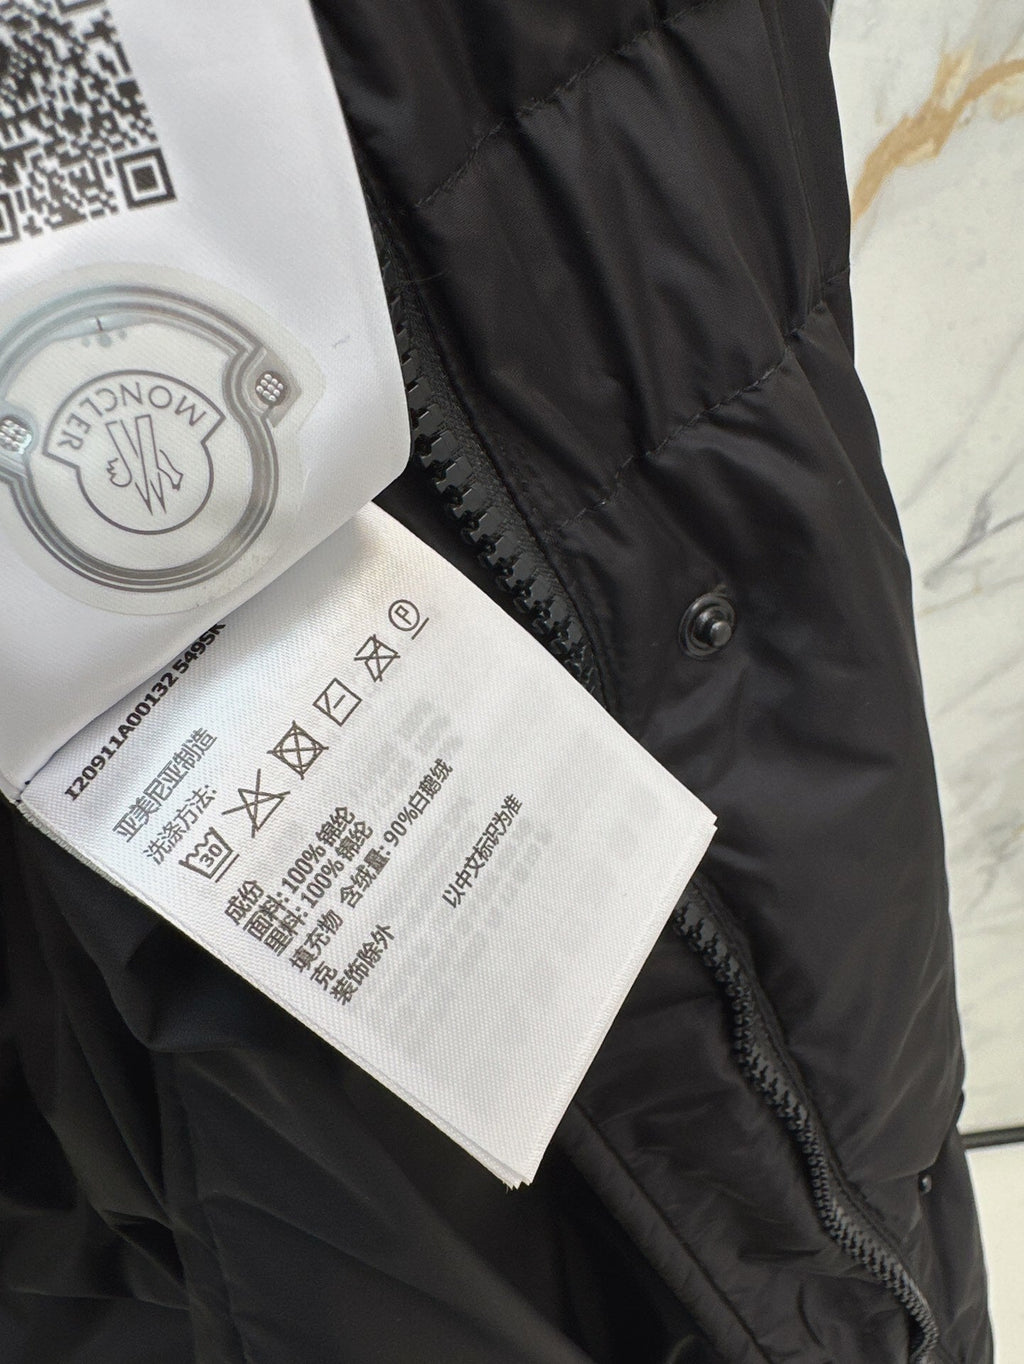 MONCLER
I20911A00132 5495K
亚美尼亚制造
洗涤方法:
30
P
成份
面料: 100% 锦纶
里料: 100% 锦纶
填充物 含绒量: 90%白鹅绒
克
装饰除外
以中文标识为准